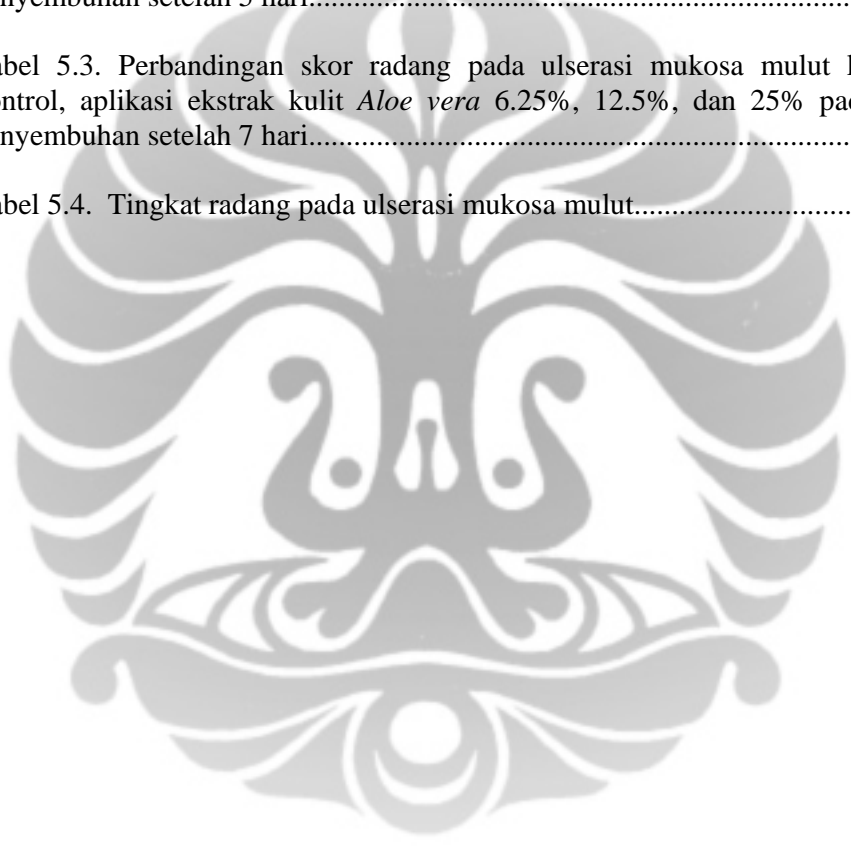 nyembuhan setelah 5 hari.......................................................................
abel 5.3. Perbandingan skor radang pada ulserasi mukosa mulut
ontrol, aplikasi ekstrak kulit Aloe vera 6.25%, 12.5%, dan 25%
nyembuhan setelah 7 hari.......................................................................
abel 5.4. Tingkat radang pada ulserasi mukosa mulut.............................